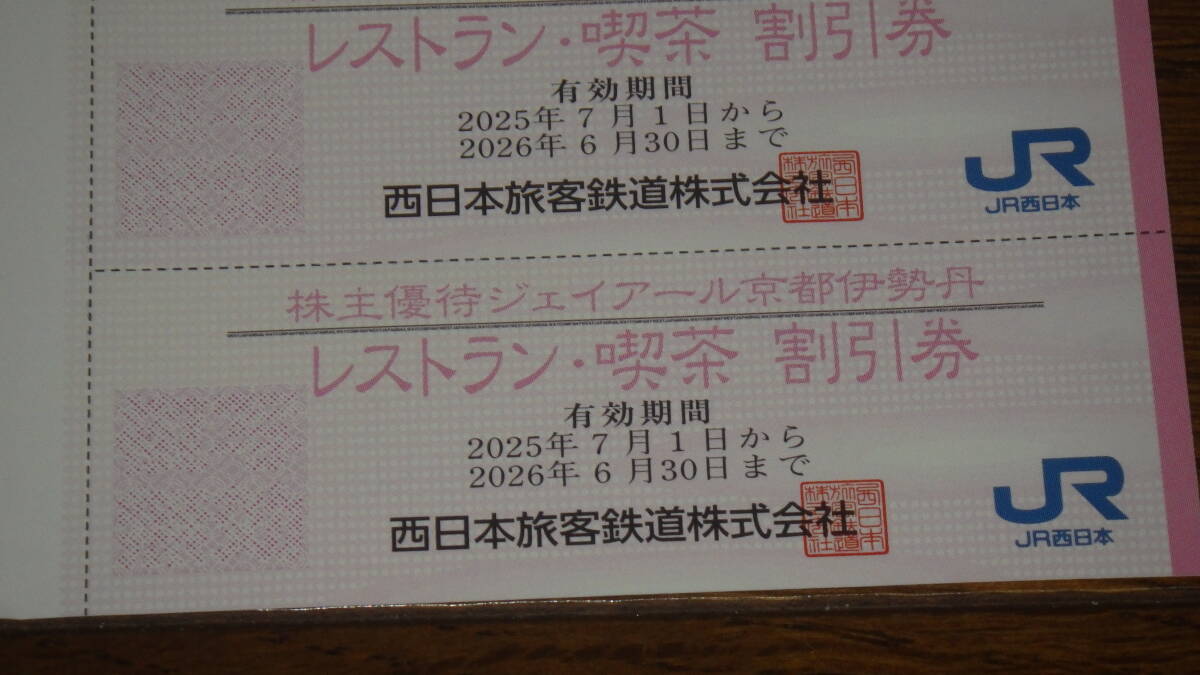 レストラン・喫茶 割引券
有効期間
2025年 7 月 1 日から
2026年 6 月30日まで
西日本旅客鉄道株式会社
JR
JR西日本
株主優待ジェイアール京都伊勢丹
レストラン・喫茶 割引券
有効期間
2025年 7 月 1 日から
2026年 6 月30日まで
西日本旅客鉄道株式会社
JR
JR西日本